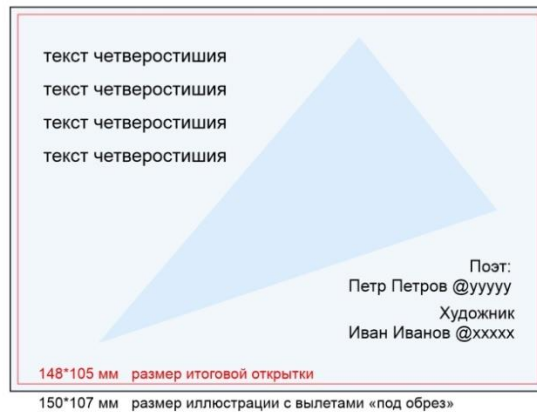 текст четверостишия
текст четверостишия
текст четверостишия
текст четверостишия
Поэт:
Петр Петров @yyyyy
Художник
Иван Иванов @xxxxx
148*105 мм размер итоговой открытки
150*107 мм размер иллюстрации с вылетами «под обрез»